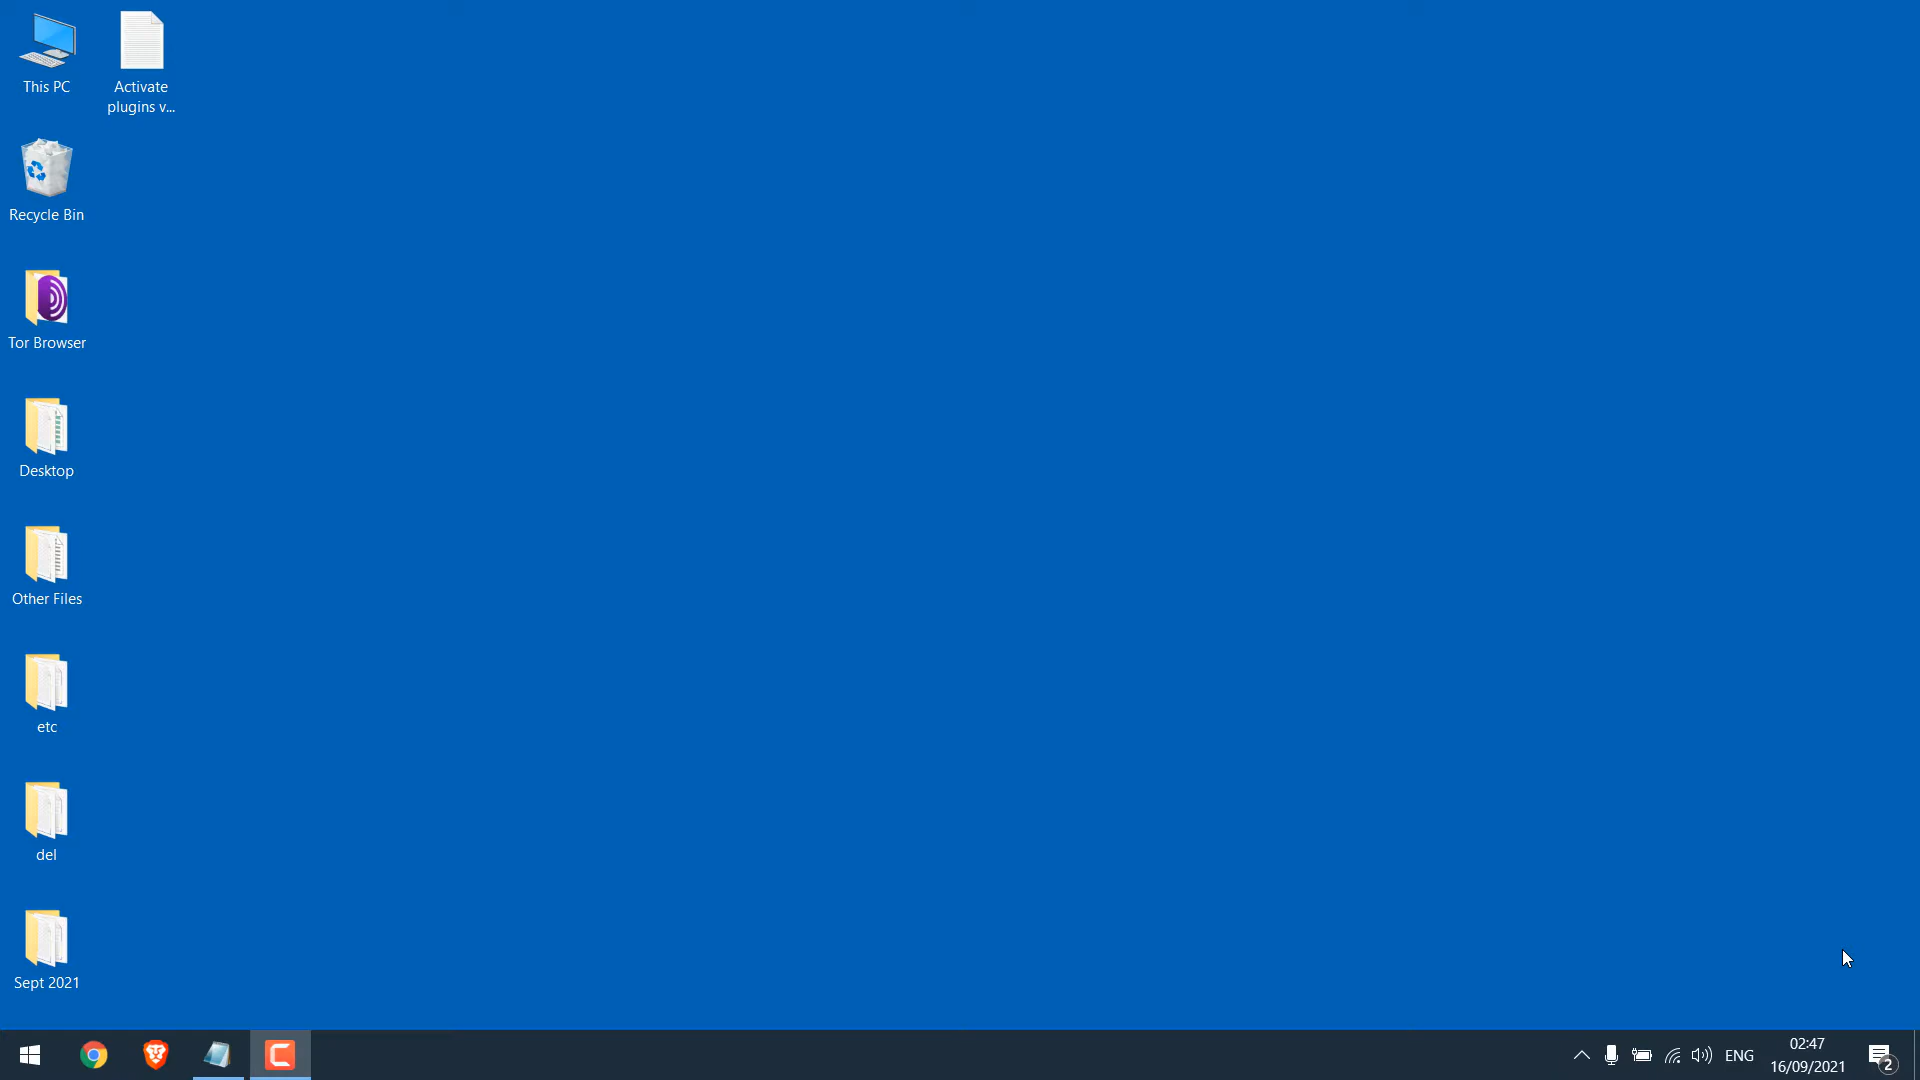 This PC
Activate
plugins v...
Recycle Bin
Tor Browser
Desktop
Other Files
etc
del
Sept 2021
ENG
02:47
16/09/2021
2